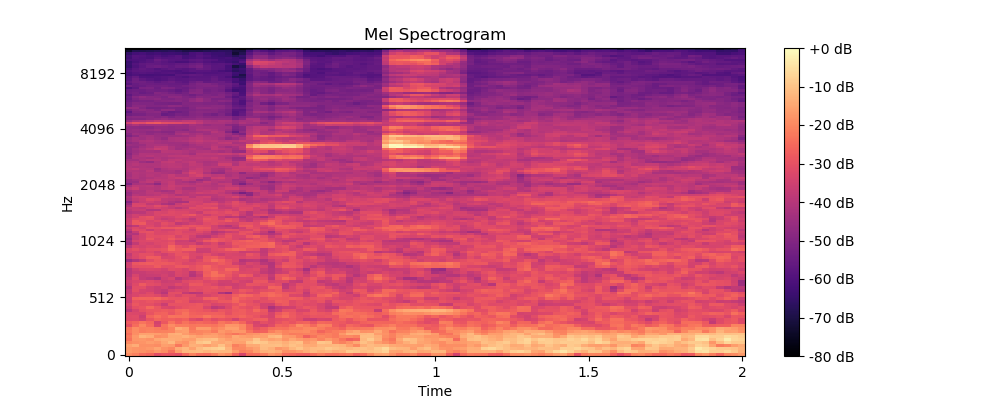 Mel Spectrogram
Hz
8192
4096
2048
1024
512
0
0 0.5 1 1.5 2
Time
+0 dB
-10 dB
-20 dB
-30 dB
-40 dB
-50 dB
-60 dB
-70 dB
-80 dB